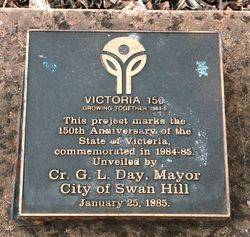 VICTORIA 150
GROWING TOGETHER 1984-5
This project marks the
150th Anniversary of the
State of Victoria,
commemorated in 1984-85.
Unveiled by
Cr. G. L. Day, Mayor
City of Swan Hill
January 25, 1985.